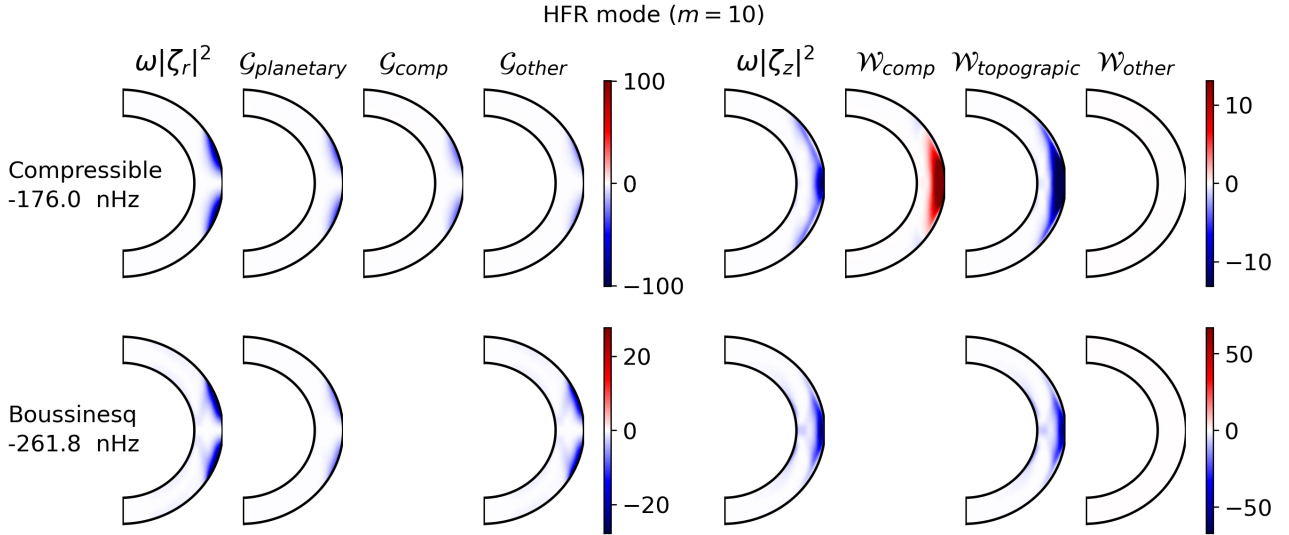 HFR mode (m = 10)
ω|ζr|² 𝒢planetary 𝒢comp 𝒢other ω|ζz|² 𝒲comp 𝒲topograpic 𝒲other
Compressible
-176.0 nHz
100
0
−100
10
0
−10
Boussinesq
-261.8 nHz
20
0
−20
50
0
−50